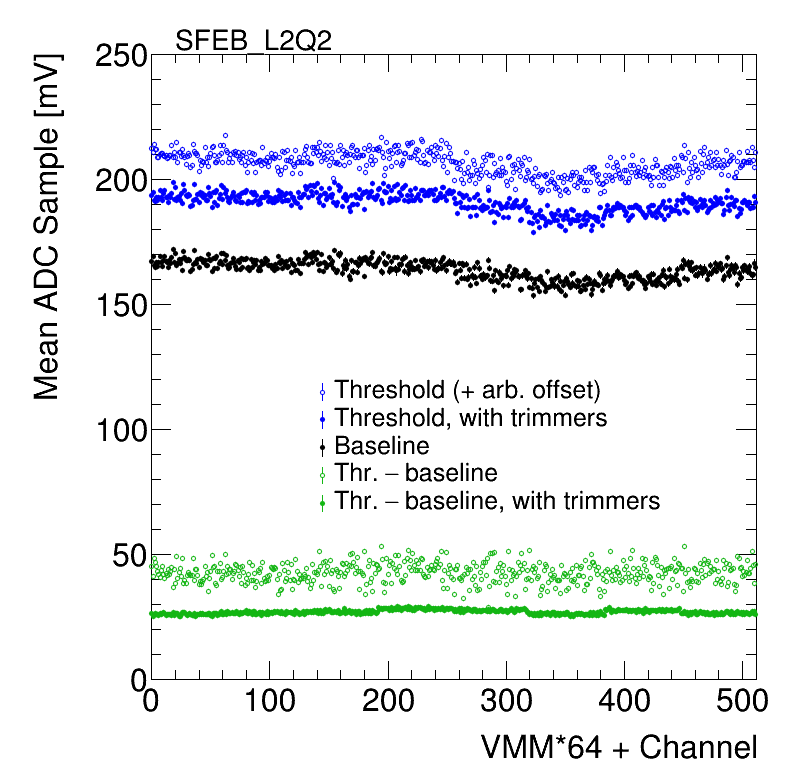 SFEB_L2Q2
Mean ADC Sample [mV]
250
200
150
100
50
0
Threshold (+ arb. offset)
Threshold, with trimmers
Baseline
Thr. − baseline
Thr. − baseline, with trimmers
0 100 200 300 400 500
VMM*64 + Channel